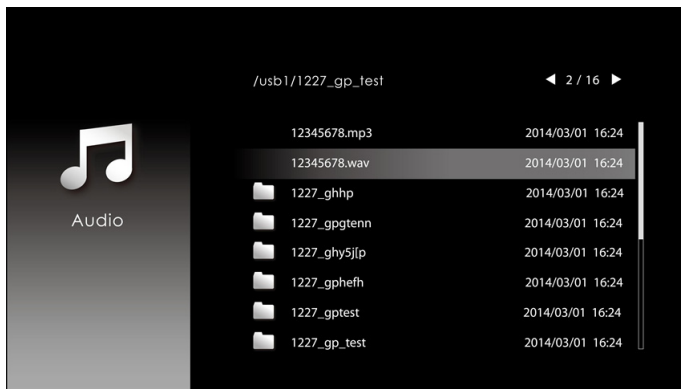 /usb1/1227_gp_test ◀ 2 / 16 ▶
12345678.mp3 2014/03/01 16:24
12345678.wav 2014/03/01 16:24
1227_ghhp 2014/03/01 16:24
1227_gpgtenn 2014/03/01 16:24
Audio
1227_ghy5j[p 2014/03/01 16:24
1227_gphefh 2014/03/01 16:24
1227_gptest 2014/03/01 16:24
1227_gp_test 2014/03/01 16:24